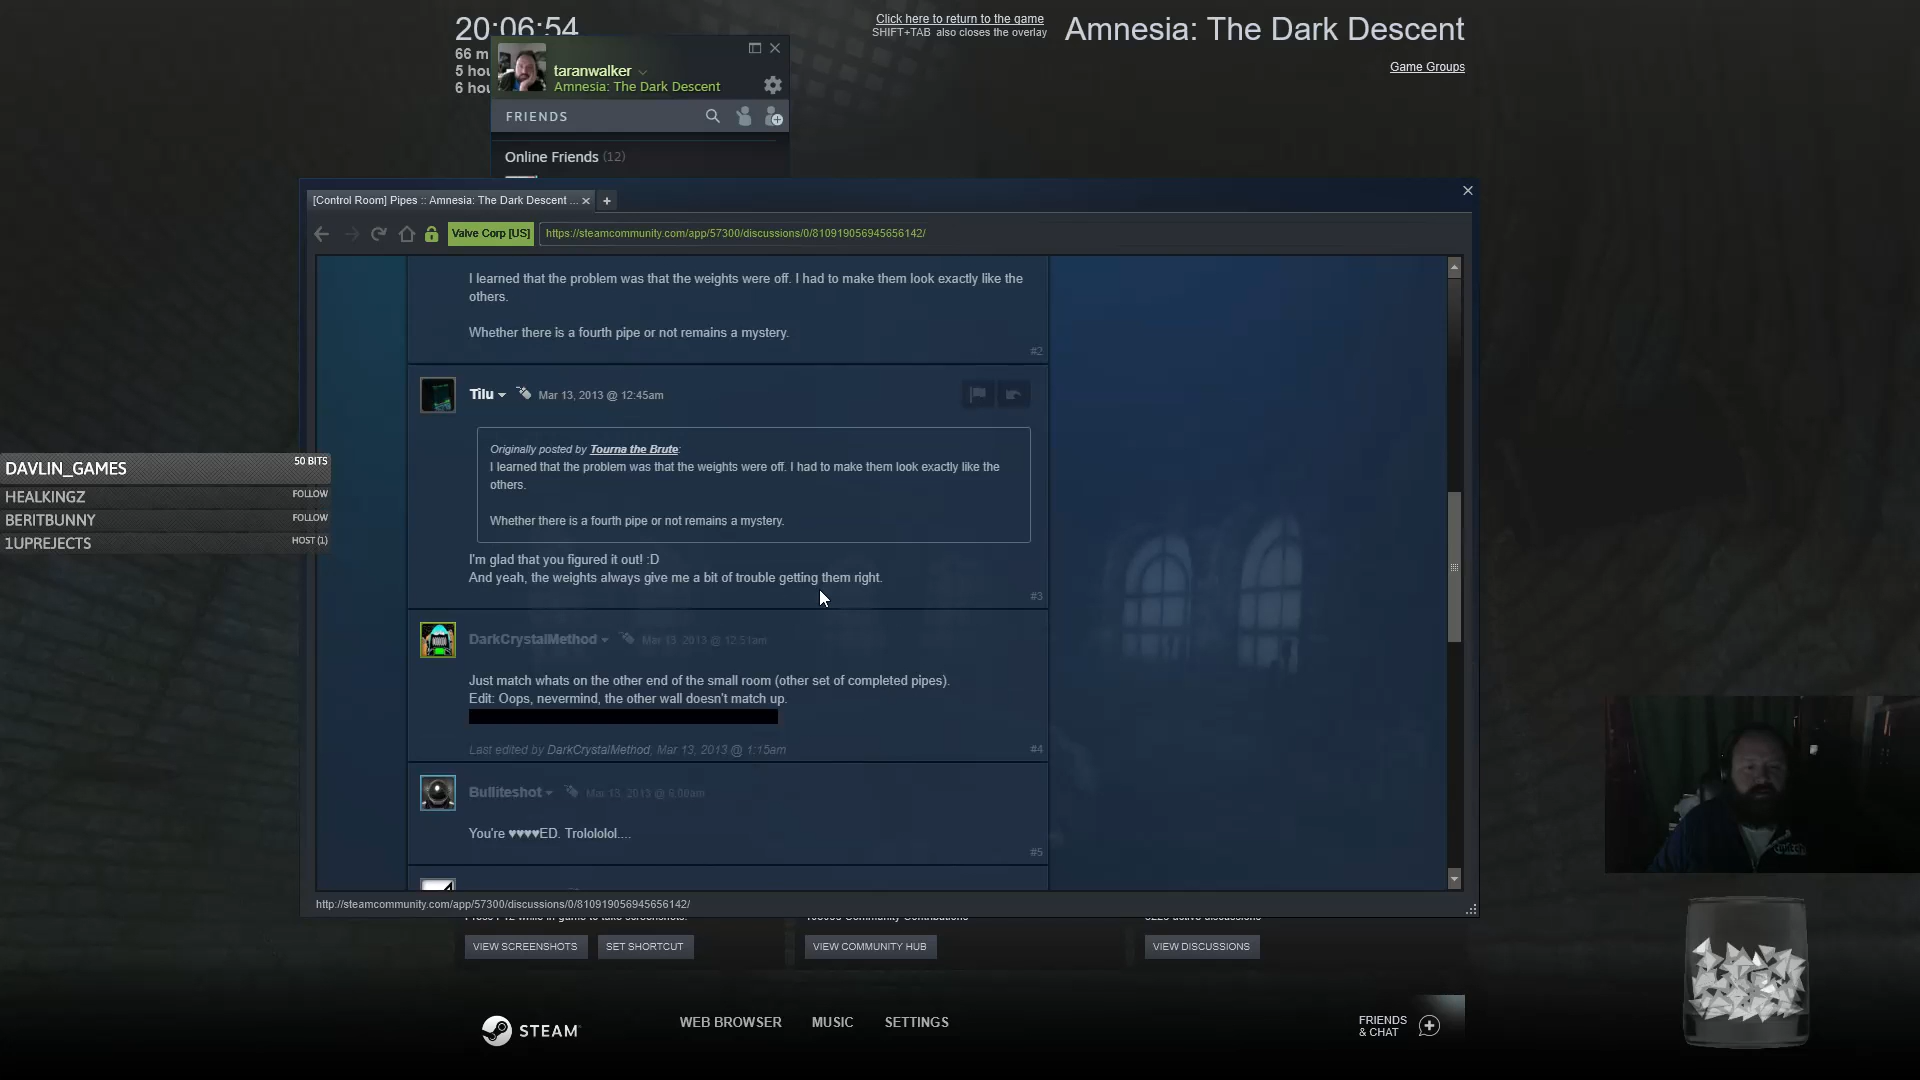 20:06:54
66 m
5 hou
6 hou
Click here to return to the game
SHIFT+TAB also closes the overlay
Amnesia: The Dark Descent
Game Groups
taranwalker
Amnesia: The Dark Descent
FRIENDS
Online Friends (12)
[Control Room] Pipes :: Amnesia: The Dark Descent ...
Valve Corp [US]
https://steamcommunity.com/app/57300/discussions/0/810919056945656142/
I learned that the problem was that the weights were off. I had to make them look exactly like the
others.
Whether there is a fourth pipe or not remains a mystery.
#2
Tilu
Mar 13, 2013 @ 12:45am
Originally posted by Tourna the Brute:
I learned that the problem was that the weights were off. I had to make them look exactly like the
others.
Whether there is a fourth pipe or not remains a mystery.
I'm glad that you figured it out! :D
And yeah, the weights always give me a bit of trouble getting them right.
#3
DarkCrystalMethod
Mar 13, 2013 @ 12:51am
Just match whats on the other end of the small room (other set of completed pipes).
Edit: Oops, nevermind, the other wall doesn't match up.
Last edited by DarkCrystalMethod, Mar 13, 2013 @ 1:15am
#4
Bulliteshot
You're ♥♥♥♥ED. Trolololol....
#5
http://steamcommunity.com/app/57300/discussions/0/810919056945656142/
DAVLIN_GAMES
50 BITS
HEALKINGZ
FOLLOW
BERITBUNNY
FOLLOW
1UPREJECTS
HOST (1)
VIEW SCREENSHOTS
SET SHORTCUT
VIEW COMMUNITY HUB
VIEW DISCUSSIONS
STEAM
WEB BROWSER
MUSIC
SETTINGS
FRIENDS
& CHAT